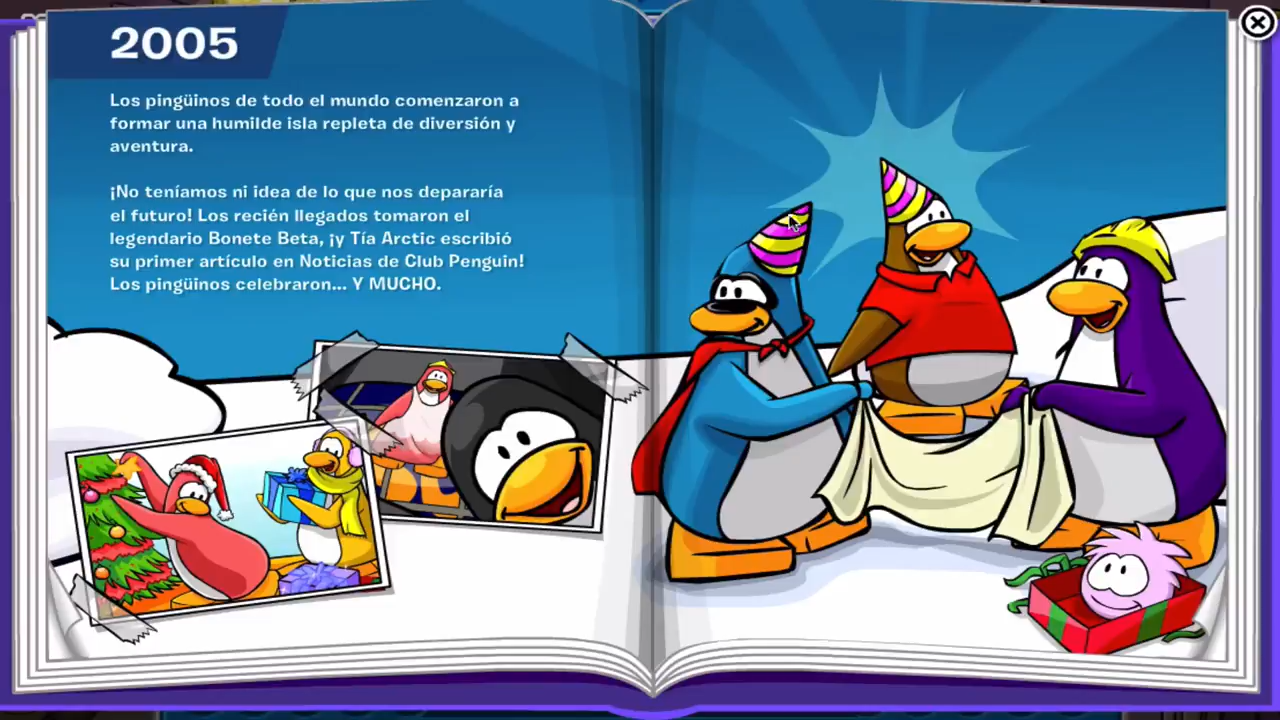 2005
Los pingüinos de todo el mundo comenzaron a
formar una humilde isla repleta de diversión y
aventura.
¡No teníamos ni idea de lo que nos depararía
el futuro! Los recién llegados tomaron el
legendario Bonete Beta, ¡y Tía Arctic escribió
su primer artículo en Noticias de Club Penguin!
Los pingüinos celebraron... Y MUCHO.